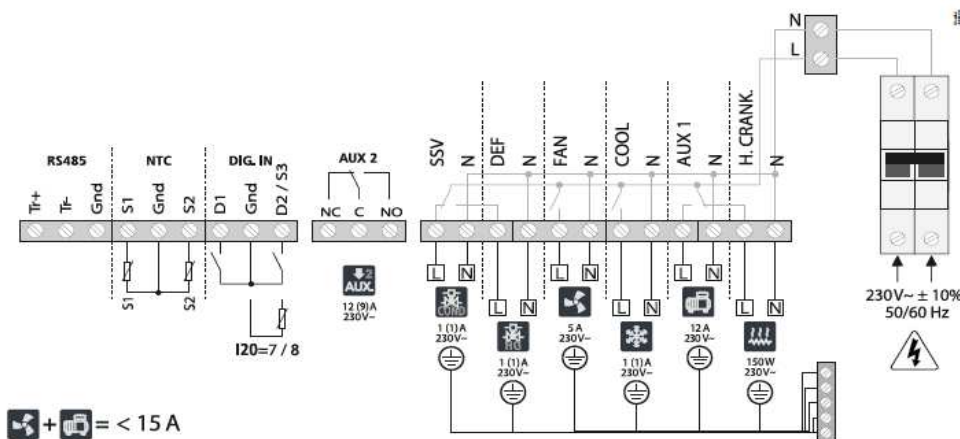 N
L
SSV N DEF N FAN N COOL N AUX 1 N H. CRANK. N
RS485 NTC DIG. IN AUX 2
Tr+ Tr- Gnd S1 Gnd S2 D1 Gnd D2 / S3
NC C NO
L N L N L N
COND
L N L N L N
HG
2
AUX.
12 (9)A
230V~
S1 S2
I20=7 / 8
1 (1)A
230V~
5 A
230V~
12A
230V~
1 (1)A
230V~
1 (1)A
230V~
150W
230V~
230V~ ± 10%
50/60 Hz
+ = < 15 A